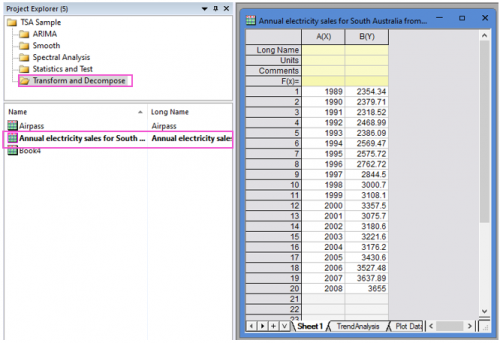 Project Explorer (5)
TSA Sample
ARIMA
Smooth
Spectral Analysis
Statistics and Test
Transform and Decompose
Name Long Name
Airpass Airpass
Annual electricity sales for South ... Annual electricity sales
Book4
Annual electricity sales for South Australia from...
A(X) B(Y)
Long Name
Units
Comments
F(x)=
1 1989 2354.34
2 1990 2379.71
3 1991 2318.52
4 1992 2468.99
5 1993 2386.09
6 1994 2569.47
7 1995 2575.72
8 1996 2762.72
9 1997 2844.5
10 1998 3000.7
11 1999 3108.1
12 2000 3357.5
13 2001 3075.7
14 2002 3180.6
15 2003 3221.6
16 2004 3176.2
17 2005 3430.6
18 2006 3527.48
19 2007 3637.89
20 2008 3655
21
22
23
Sheet1 TrendAnalysis Plot Data